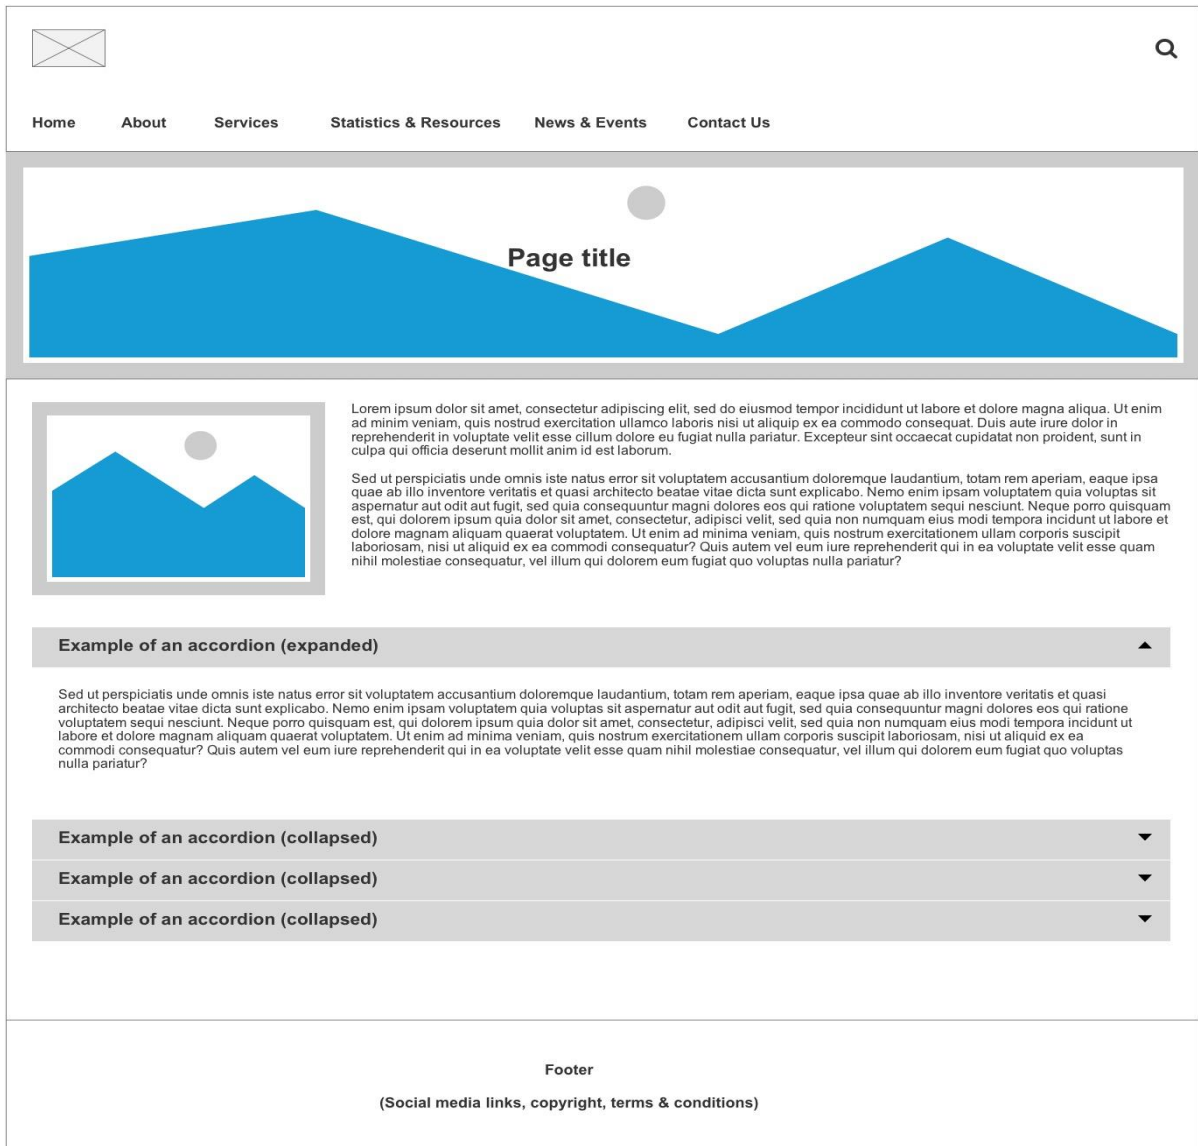 Home About Services Statistics & Resources News & Events Contact Us
Page title
Lorem ipsum dolor sit amet, consectetur adipiscing elit, sed do eiusmod tempor incididunt ut labore et dolore magna aliqua. Ut enim
ad minim veniam, quis nostrud exercitation ullamco laboris nisi ut aliquip ex ea commodo consequat. Duis aute irure dolor in
reprehenderit in voluptate velit esse cillum dolore eu fugiat nulla pariatur. Excepteur sint occaecat cupidatat non proident, sunt in
culpa qui officia deserunt mollit anim id est laborum.
Sed ut perspiciatis unde omnis iste natus error sit voluptatem accusantium doloremque laudantium, totam rem aperiam, eaque ipsa
quae ab illo inventore veritatis et quasi architecto beatae vitae dicta sunt explicabo. Nemo enim ipsam voluptatem quia voluptas sit
aspernatur aut odit aut fugit, sed quia consequuntur magni dolores eos qui ratione voluptatem sequi nesciunt. Neque porro quisquam
est, qui dolorem ipsum quia dolor sit amet, consectetur, adipisci velit, sed quia non numquam eius modi tempora incidunt ut labore et
dolore magnam aliquam quaerat voluptatem. Ut enim ad minima veniam, quis nostrum exercitationem ullam corporis suscipit
laboriosam, nisi ut aliquid ex ea commodi consequatur? Quis autem vel eum iure reprehenderit qui in ea voluptate velit esse quam
nihil molestiae consequatur, vel illum qui dolorem eum fugiat quo voluptas nulla pariatur?
Example of an accordion (expanded)
Sed ut perspiciatis unde omnis iste natus error sit voluptatem accusantium doloremque laudantium, totam rem aperiam, eaque ipsa quae ab illo inventore veritatis et quasi
architecto beatae vitae dicta sunt explicabo. Nemo enim ipsam voluptatem quia voluptas sit aspernatur aut odit aut fugit, sed quia consequuntur magni dolores eos qui ratione
voluptatem sequi nesciunt. Neque porro quisquam est, qui dolorem ipsum quia dolor sit amet, consectetur, adipisci velit, sed quia non numquam eius modi tempora incidunt ut
labore et dolore magnam aliquam quaerat voluptatem. Ut enim ad minima veniam, quis nostrum exercitationem ullam corporis suscipit laboriosam, nisi ut aliquid ex ea
commodi consequatur? Quis autem vel eum iure reprehenderit qui in ea voluptate velit esse quam nihil molestiae consequatur, vel illum qui dolorem eum fugiat quo voluptas
nulla pariatur?
Example of an accordion (collapsed)
Example of an accordion (collapsed)
Example of an accordion (collapsed)
Footer
(Social media links, copyright, terms & conditions)